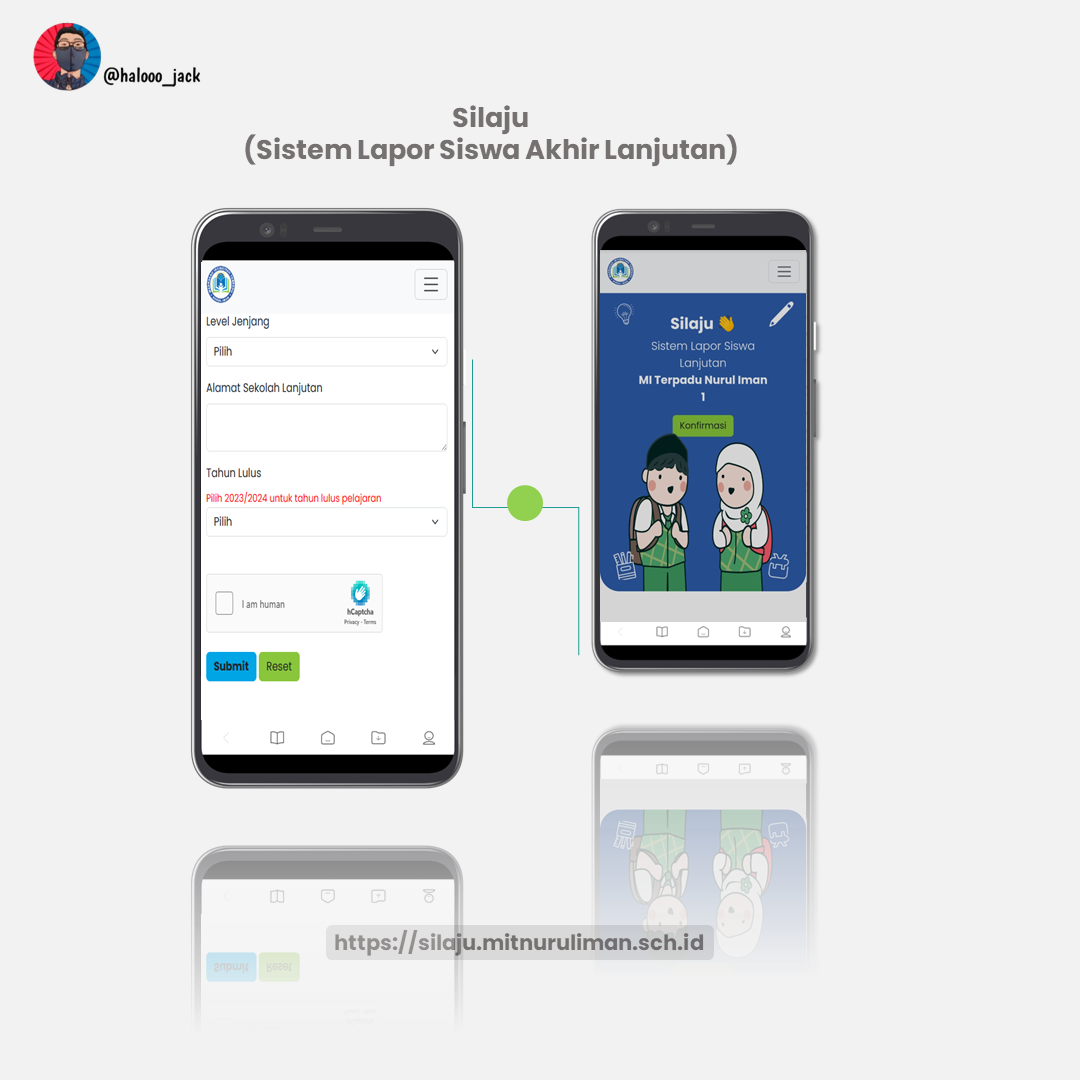 @halooo_jack
Silaju
(Sistem Lapor Siswa Akhir Lanjutan)
Level Jenjang
Pilih
Alamat Sekolah Lanjutan
Tahun Lulus
Pilih 2023/2024 untuk tahun lulus pelajaran
Pilih
I am human
hCaptcha
Privacy - Terms
Submit
Reset
Silaju 👋
Sistem Lapor Siswa
Lanjutan
MI Terpadu Nurul Iman
1
Konfirmasi
Submit
Reset
https://silaju.mitnuruliman.sch.id